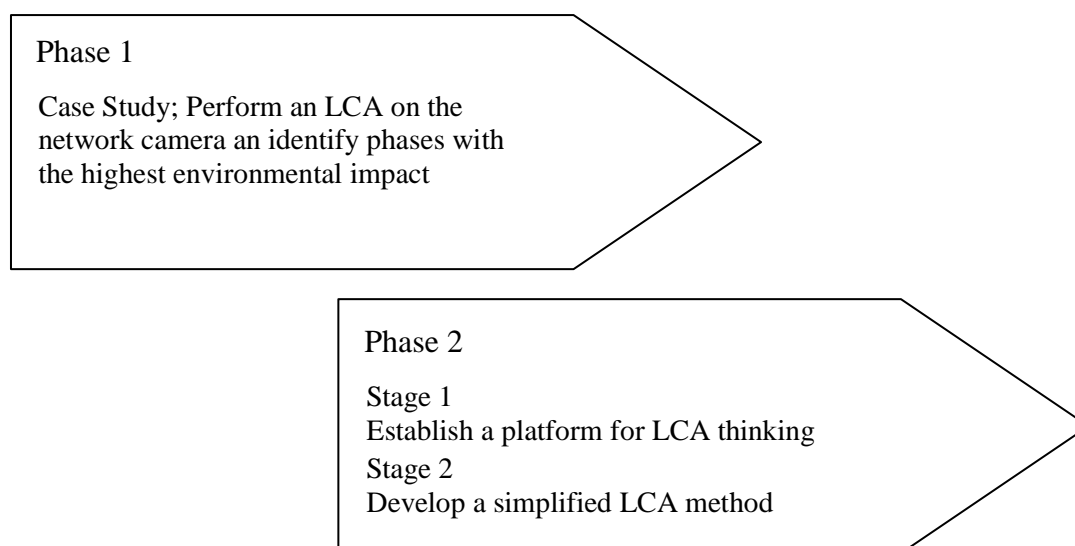 Phase 1
Case Study; Perform an LCA on the
network camera an identify phases with
the highest environmental impact
Phase 2
Stage 1
Establish a platform for LCA thinking
Stage 2
Develop a simplified LCA method